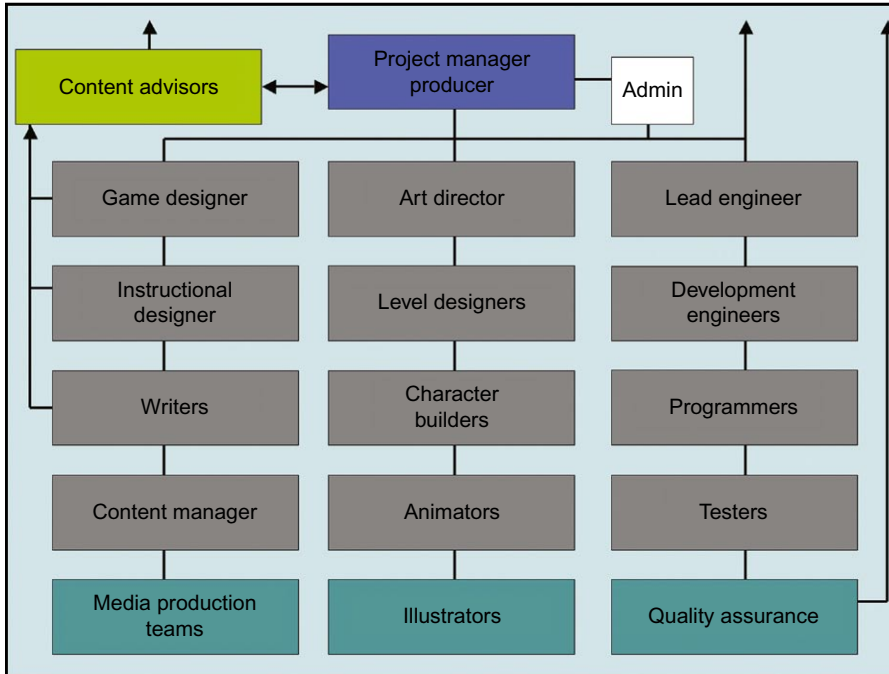 Content advisors
Project manager
producer
Admin
Game designer
Art director
Lead engineer
Instructional
designer
Level designers
Development
engineers
Writers
Character
builders
Programmers
Content manager
Animators
Testers
Media production
teams
Illustrators
Quality assurance